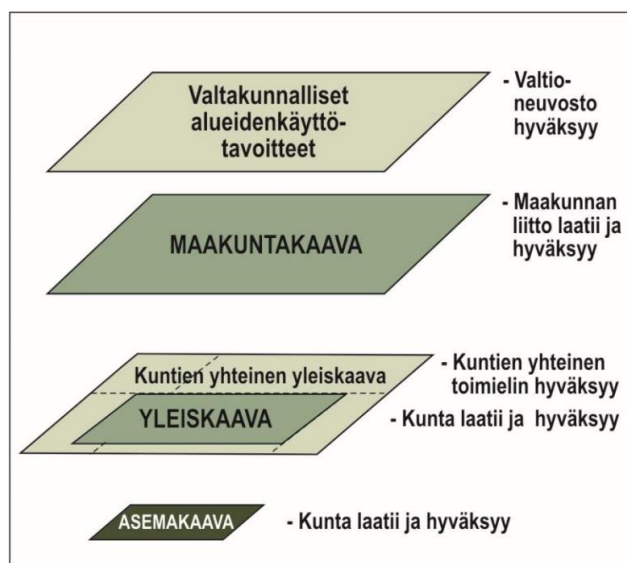 Valtakunnalliset
alueidenkäyttö-
tavoitteet
- Valtio-
neuvosto
hyväksyy
MAAKUNTAKAAVA
- Maakunnan
liitto laatii ja
hyväksyy
Kuntien yhteinen yleiskaava
- Kuntien yhteinen
toimielin hyväksyy
YLEISKAAVA
- Kunta laatii ja hyväksyy
ASEMAKAAVA
- Kunta laatii ja hyväksyy